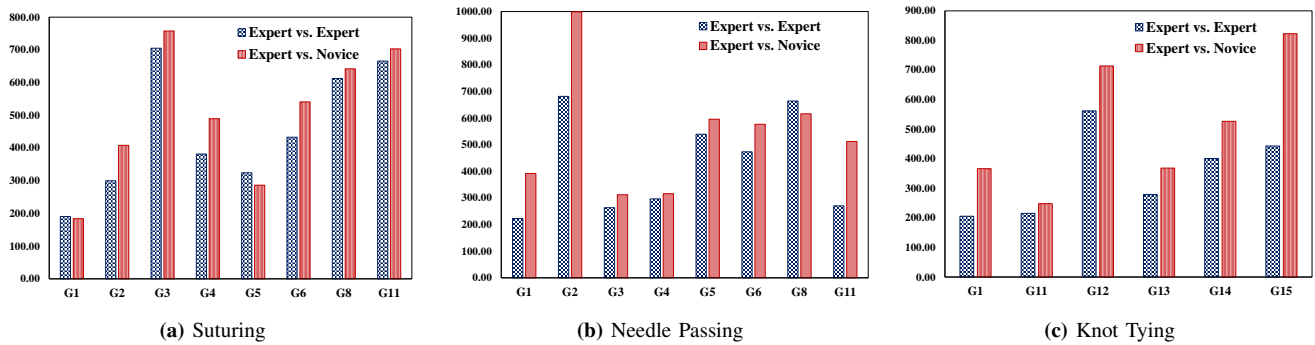 800.00
700.00
600.00
500.00
400.00
300.00
200.00
100.00
0.00
Expert vs. Expert
Expert vs. Novice
G1 G2 G3 G4 G5 G6 G8 G11
(a) Suturing
1000.00
900.00
800.00
700.00
600.00
500.00
400.00
300.00
200.00
100.00
0.00
Expert vs. Expert
Expert vs. Novice
G1 G2 G3 G4 G5 G6 G8 G11
(b) Needle Passing
900.00
800.00
700.00
600.00
500.00
400.00
300.00
200.00
100.00
0.00
Expert vs. Expert
Expert vs. Novice
G1 G11 G12 G13 G14 G15
(c) Knot Tying